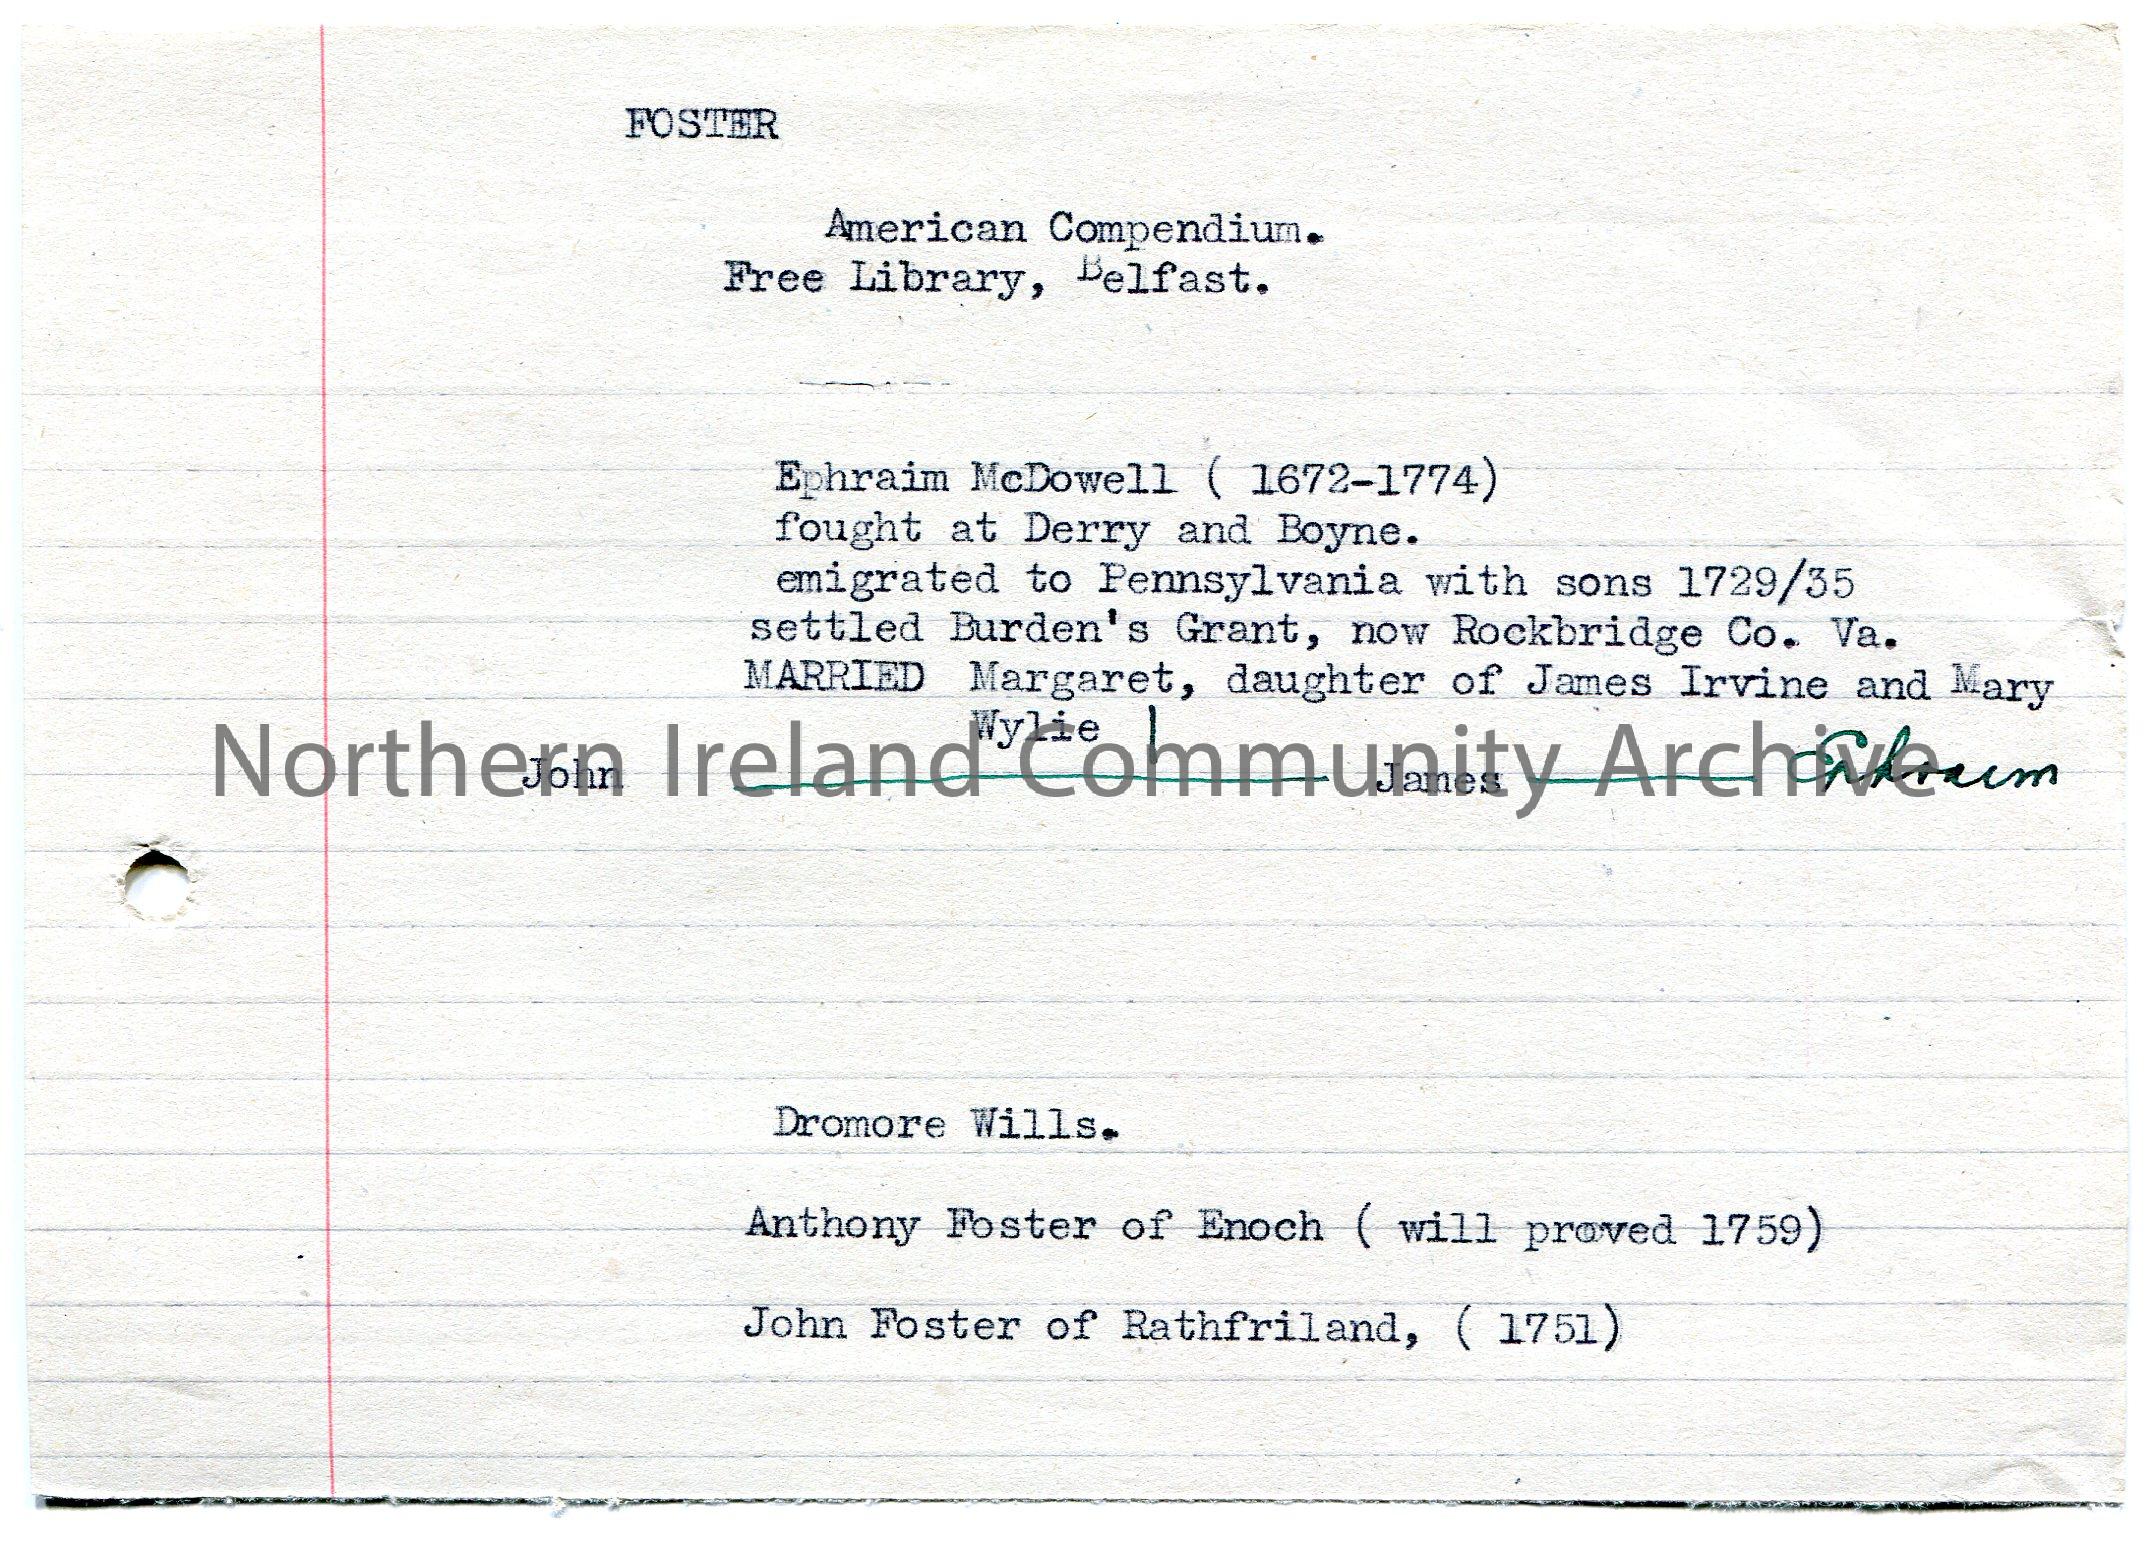 FOSTER
American Compendium.
Free Library, Belfast.
Ephraim McDowell ( 1672-1774)
fought at Derry and Boyne.
emigrated to Pennsylvania with sons 1729/35
settled Burden's Grant, now Rockbridge Co. Va.
MARRIED Margaret, daughter of James Irvine and Mary
Wylie
Northern Ireland Community Archive
John James Ephraim
Dromore Wills.
Anthony Foster of Enoch ( will proved 1759)
John Foster of Rathfriland, ( 1751)